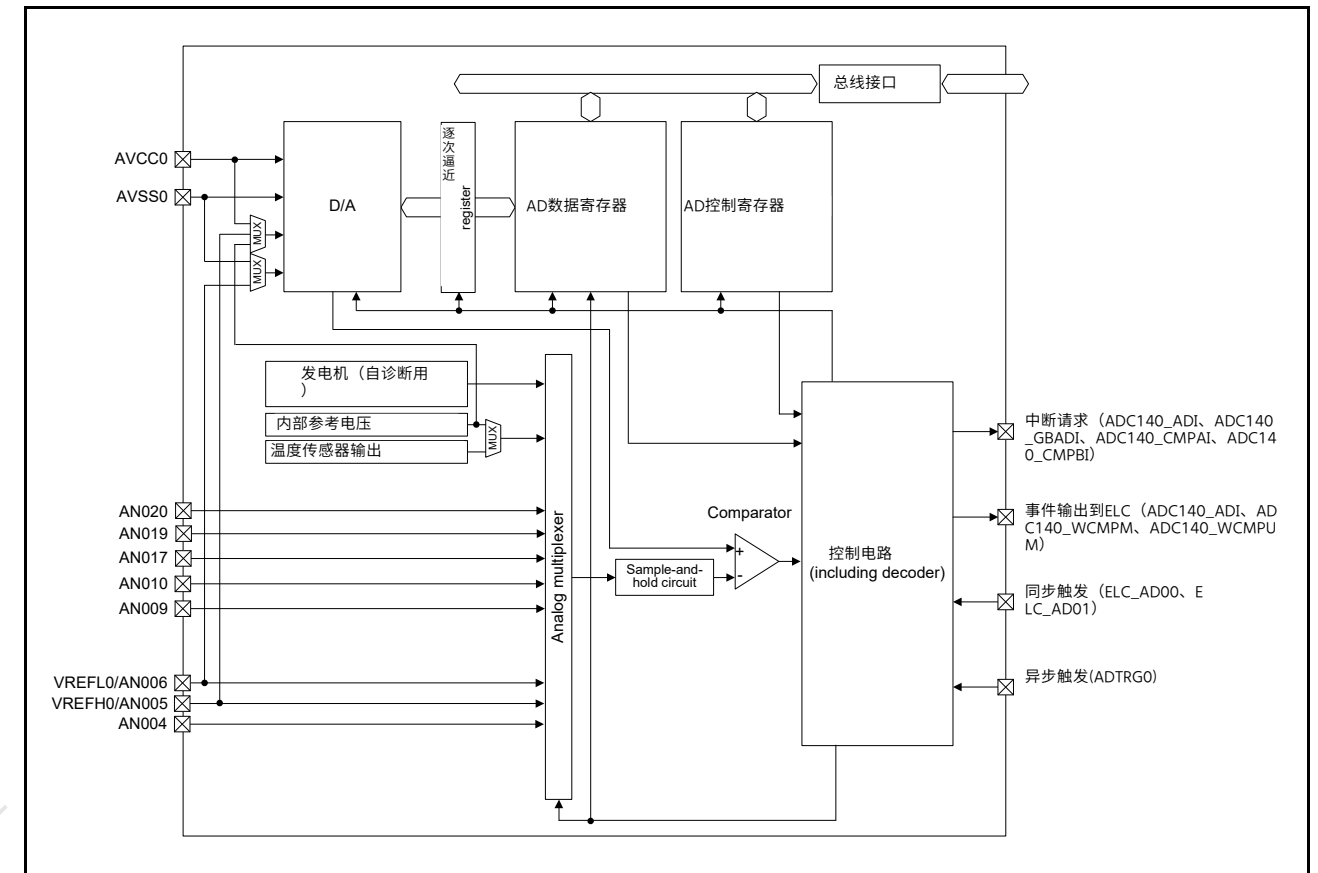 总线接口
AVCC0
AVSS0
MUX
MUX
D/A
逐次逼近
register
AD数据寄存器
AD控制寄存器
发电机（自诊断用
）
内部参考电压
温度传感器输出
MUX
AN020
AN019
AN017
AN010
AN009
VREFL0/AN006
VREFH0/AN005
AN004
Analog multiplexer
Sample-and-
hold circuit
Comparator
+
-
控制电路
(including decoder)
中断请求（ADC140_ADI、ADC140
_GBADI、ADC140_CMPAI、ADC14
0_CMPBI）
事件输出到ELC（ADC140_ADI、AD
C140_WCMPM、ADC140_WCMPU
M）
同步触发（ELC_AD00、E
LC_AD01）
异步触发(ADTRG0)